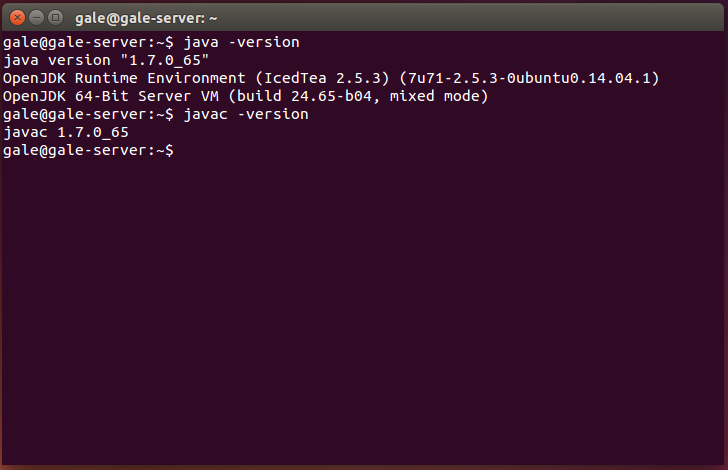 gale@gale-server: ~
gale@gale-server:~$ java -version
java version "1.7.0_65"
OpenJDK Runtime Environment (IcedTea 2.5.3) (7u71-2.5.3-0ubuntu0.14.04.1)
OpenJDK 64-Bit Server VM (build 24.65-b04, mixed mode)
gale@gale-server:~$ javac -version
javac 1.7.0_65
gale@gale-server:~$